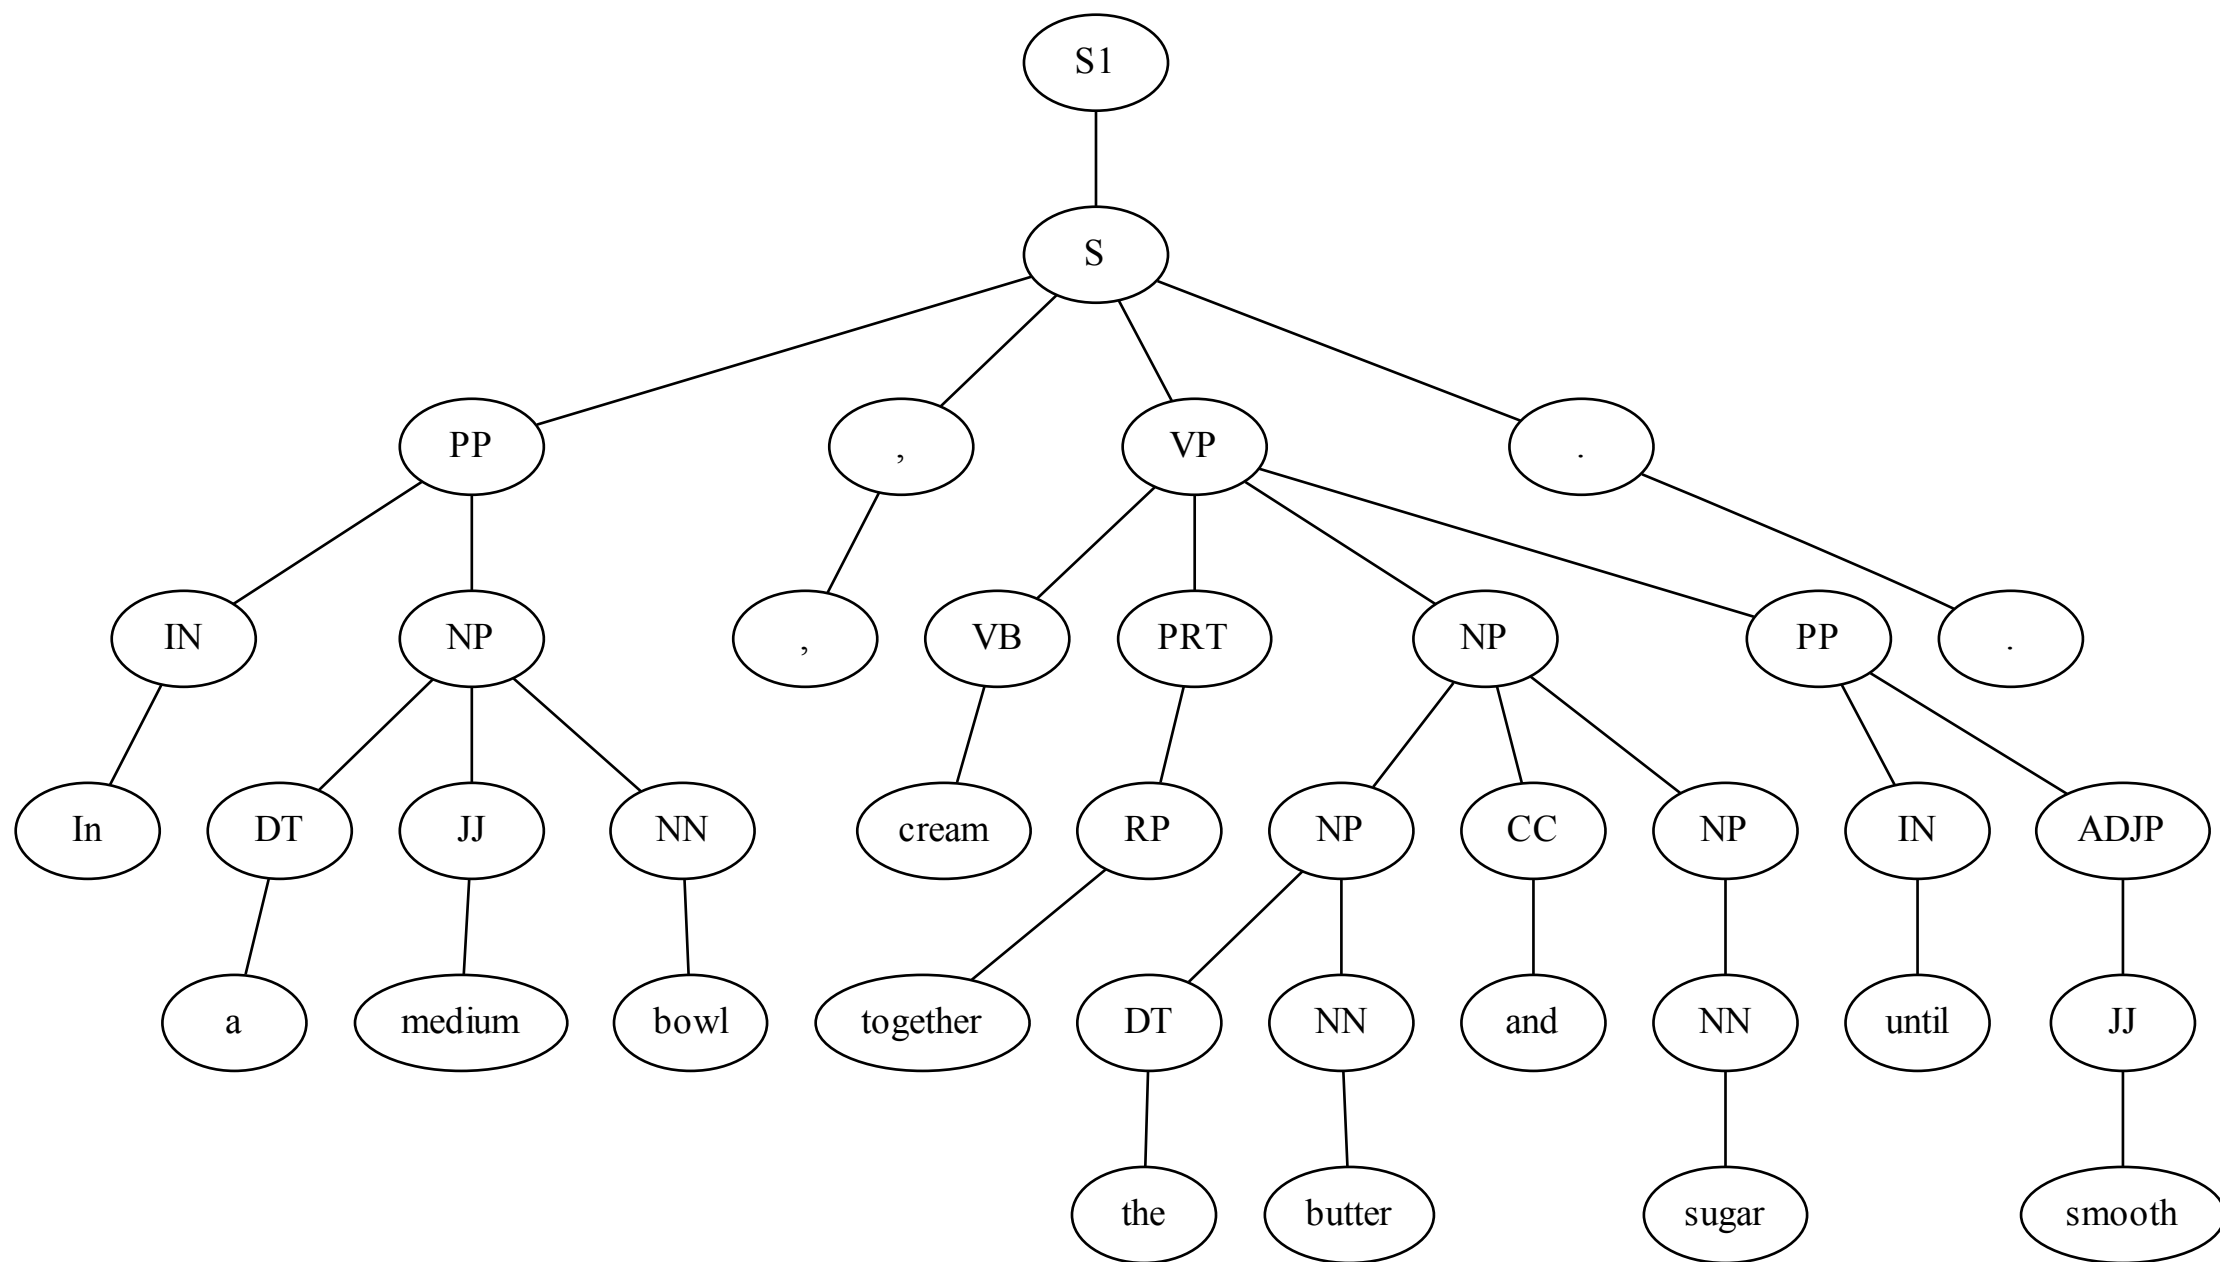 S1
S
PP , VP .
IN NP , VB PRT NP PP .
In DT JJ NN cream RP NP CC NP IN ADJP
a medium bowl together DT NN and NN until JJ
the butter sugar smooth